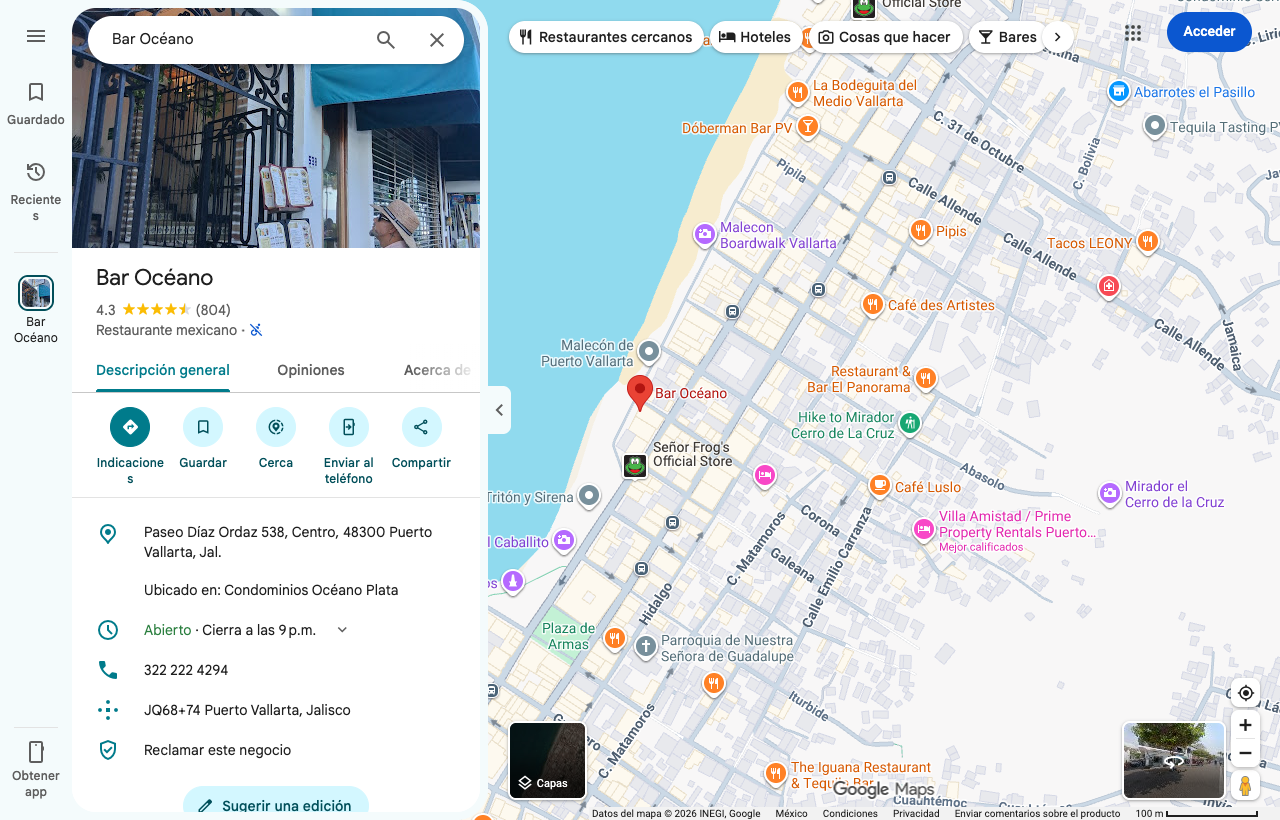 Bar Océano
Guardado
Reciente
s
Bar
Océano
Obtener
app
Bar Océano
4.3
(804)
Restaurante mexicano ·
Descripción general
Opiniones
Acerca de
Indicacione
s
Guardar
Cerca
Enviar al
teléfono
Compartir
Paseo Díaz Ordaz 538, Centro, 48300 Puerto
Vallarta, Jal.
Ubicado en: Condominios Océano Plata
Abierto · Cierra a las 9 p.m.
322 222 4294
JQ68+74 Puerto Vallarta, Jalisco
Reclamar este negocio
Sugerir una edición
Restaurantes cercanos
Hoteles
Cosas que hacer
Bares
Acceder
Official Store
La Bodeguita del
Medio Vallarta
Dóberman Bar PV
Abarrotes el Pasillo
Tequila Tasting PV
C. 31 de Octubre
C. Bolivia
Pipila
Calle Allende
Malecon
Boardwalk Vallarta
Pipis
Calle Allende
Tacos LEONY
Café des Artistes
Calle Allende
Jamaica
Malecón de
Puerto Vallarta
Restaurant &
Bar El Panorama
Bar Océano
Hike to Mirador
Cerro de La Cruz
Señor Frog's
Official Store
Tritón y Sirena
Café Luslo
Abasolo
Mirador el
Cerro de la Cruz
Corona
Villa Amistad / Prime
Property Rentals Puerto...
Mejor calificados
l Caballito
C. Matamoros
Galeana
Calle Emilio Carranza
Hidalgo
Plaza de
Armas
Parroquia de Nuestra
Señora de Guadalupe
Iturbide
C. Matamoros
The Iguana Restaurant
& Tequila Bar
Cuauhtémoc
Capas
Google Maps
Datos del mapa © 2026 INEGI, Google
México
Condiciones
Privacidad
Enviar comentarios sobre el producto
100 m